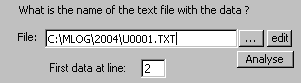 What is the name of the text file with the data ?
File: C:\MLOG\2004\U0001.TXT ... edit
Analyse
First data at line: 2